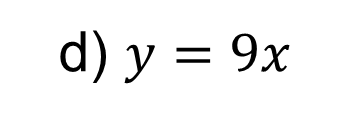 d) y = 9x